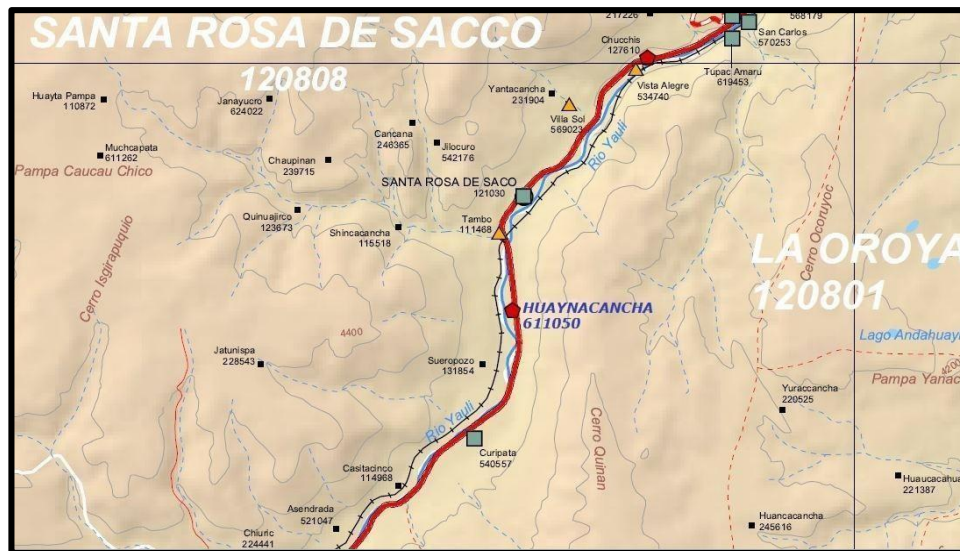 SANTA ROSA DE SACCO
120808
217226
568179
San Carlos
570253
Chucchis
127610
Tupac Amaru
619453
Vista Alegre
534740
Huayta Pampa
110872
Janayucro
624022
Yantacancha
231904
Villa Sol
569023
Cancana
246365
Jilocuro
542176
Rio Yauli
Muchcapata
611262
Pampa Caucau Chico
Chaupinan
239715
SANTA ROSA DE SACO
121030
Quinuajirco
123673
Shincacancha
115518
Tambo
111468
Cerro Isgirapuquio
Cerro Ocoruyoc
LA OROYA
120801
HUAYNACANCHA
611050
4400
Lago Andahuayl
Jatunispa
228543
Sueropozo
131854
4200
Pampa Yanac
Yuraccancha
220525
Rio Yauli
Cerro Quinan
Curipata
540557
Casitacinco
114968
Huaucacahua
221387
Asendrada
521047
Huancacancha
245616
Chiuric
224441